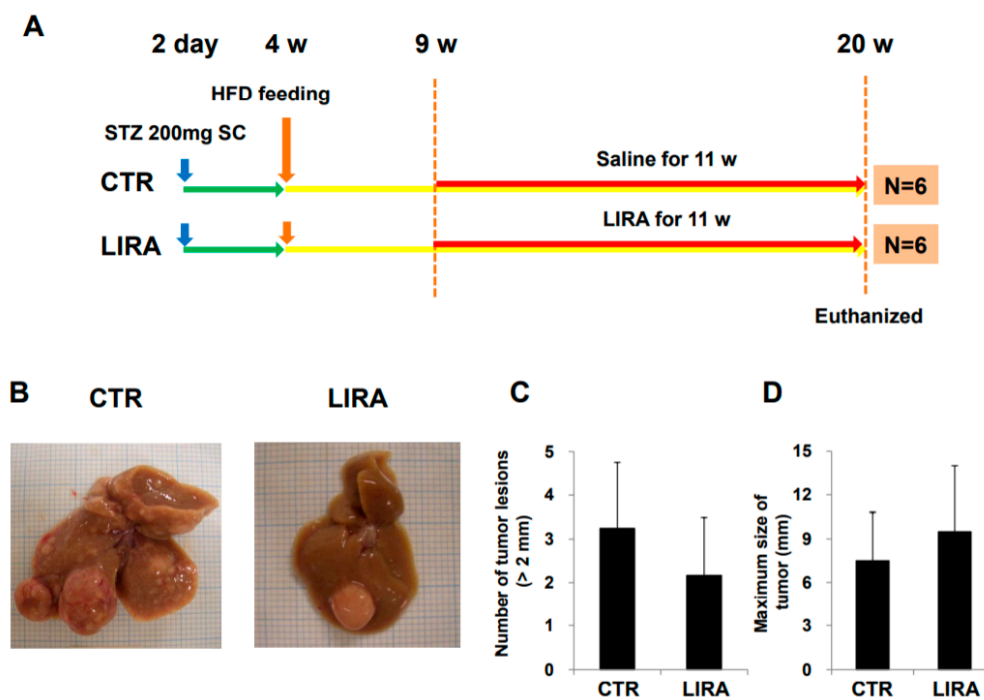 A
2 day
4 w
9 w
20 w
HFD feeding
STZ 200mg SC
CTR
Saline for 11 w
N=6
LIRA
LIRA for 11 w
N=6
Euthanized
B
CTR
LIRA
C
Number of tumor lesions
(> 2 mm)
5
4
3
2
1
0
CTR
LIRA
D
Maximum size of
tumor (mm)
15
12
9
6
3
0
CTR
LIRA